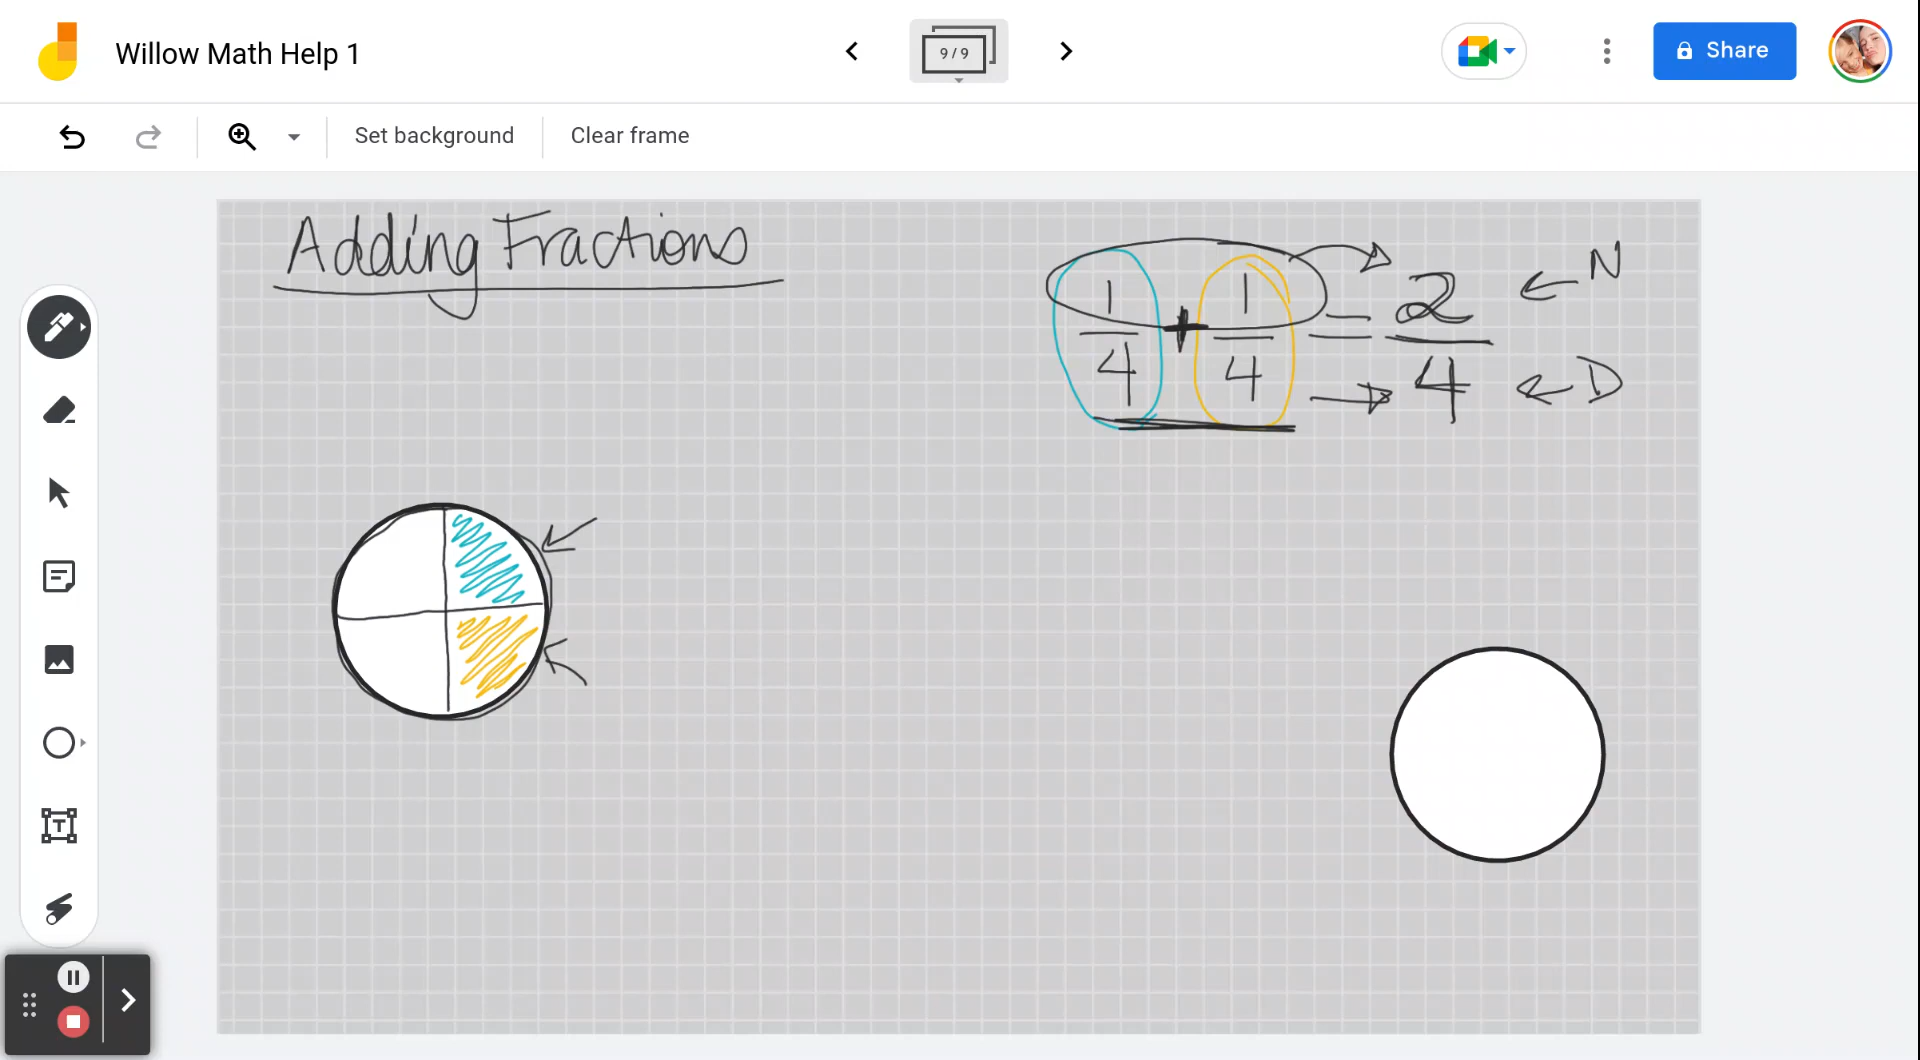 Willow Math Help 1
9/9
Share
Set background
Clear frame
Adding Fractions
1/4 + 1/4 = 2/4
← N
→
← D
T